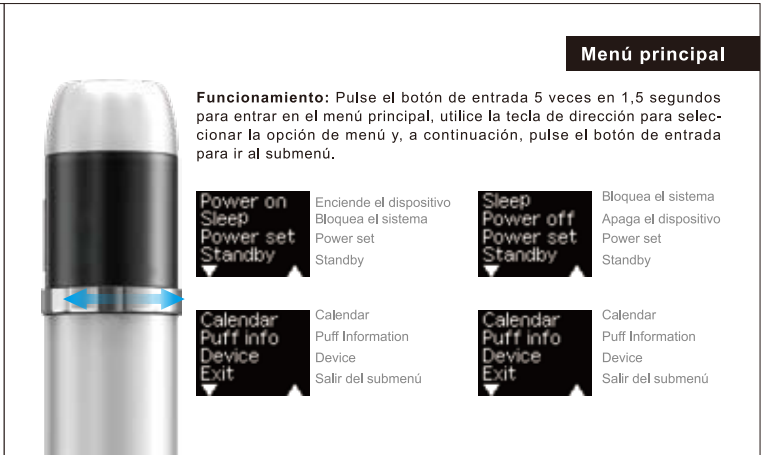 Menú principal
Funcionamiento: Pulse el botón de entrada 5 veces en 1,5 segundos
para entrar en el menú principal, utilice la tecla de dirección para selec-
cionar la opción de menú y, a continuación, pulse el botón de entrada
para ir al submenú.
Power on
Sleep
Power set
Standby
Enciende el dispositivo
Bloquea el sistema
Power set
Standby
Sleep
Power off
Power set
Standby
Bloquea el sistema
Apaga el dispositivo
Power set
Standby
Calendar
Puff info
Device
Exit
Calendar
Puff Information
Device
Salir del submenú
Calendar
Puff info
Device
Exit
Calendar
Puff Information
Device
Salir del submenú